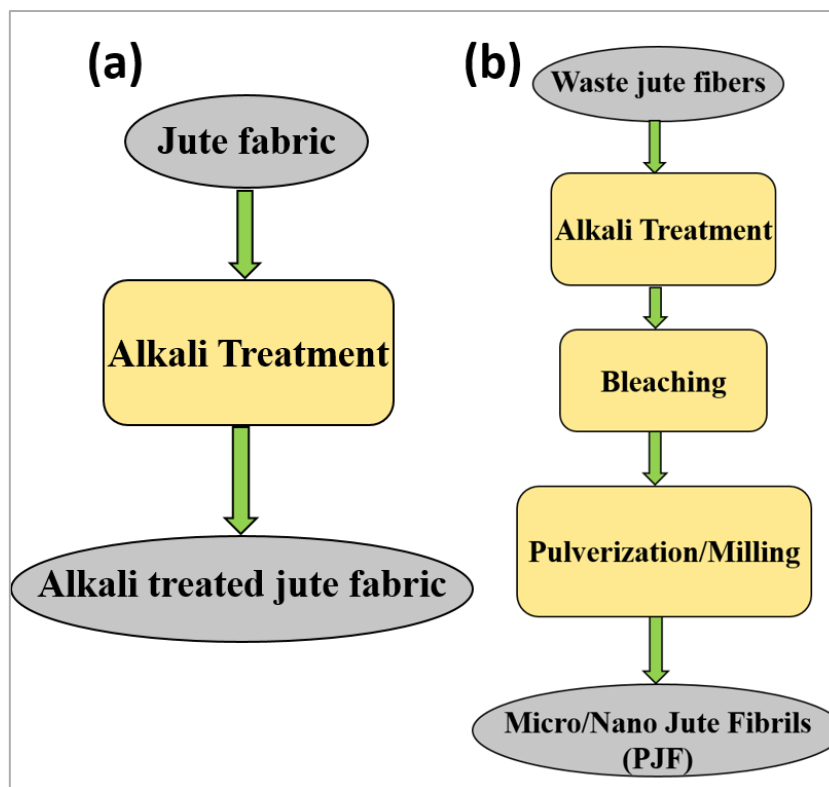 (a)
Jute fabric
Alkali Treatment
Alkali treated jute fabric
(b)
Waste jute fibers
Alkali Treatment
Bleaching
Pulverization/Milling
Micro/Nano Jute Fibrils
(PJF)